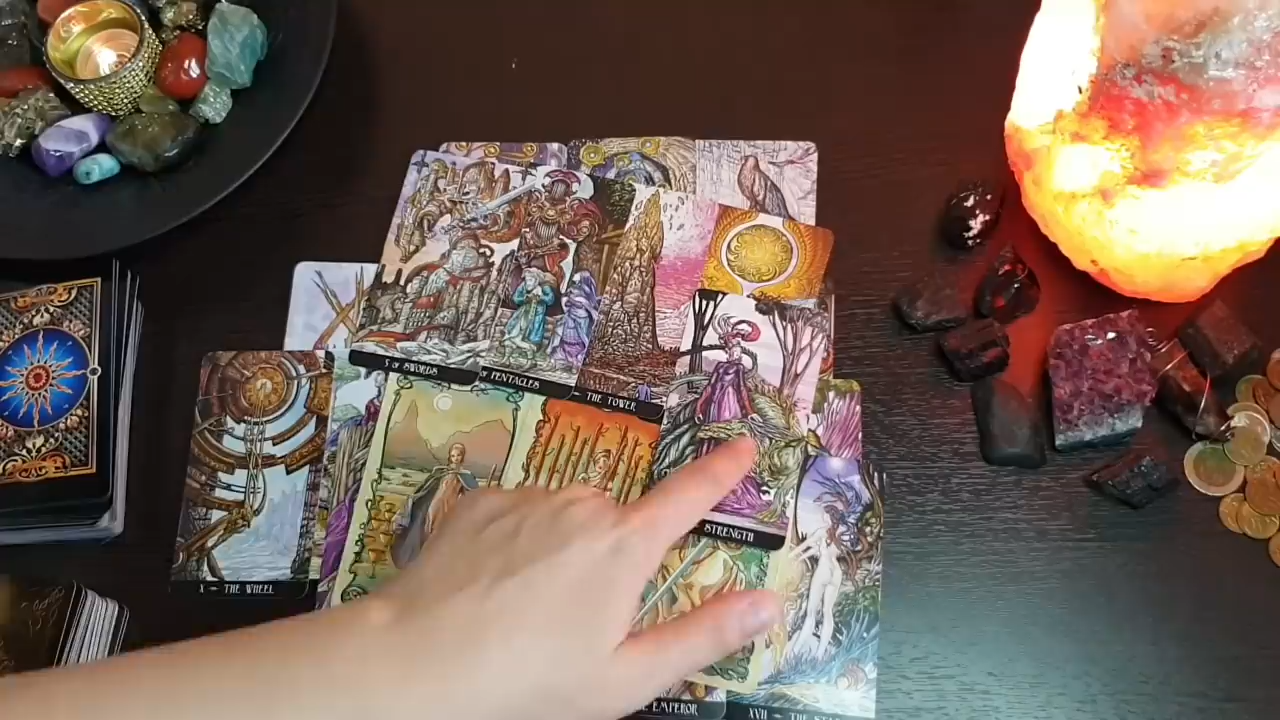 5 OF SWORDS
OF PENTACLES
THE TOWER
STRENGTH
X — THE WHEEL
EMPEROR
XVII — THE STAR